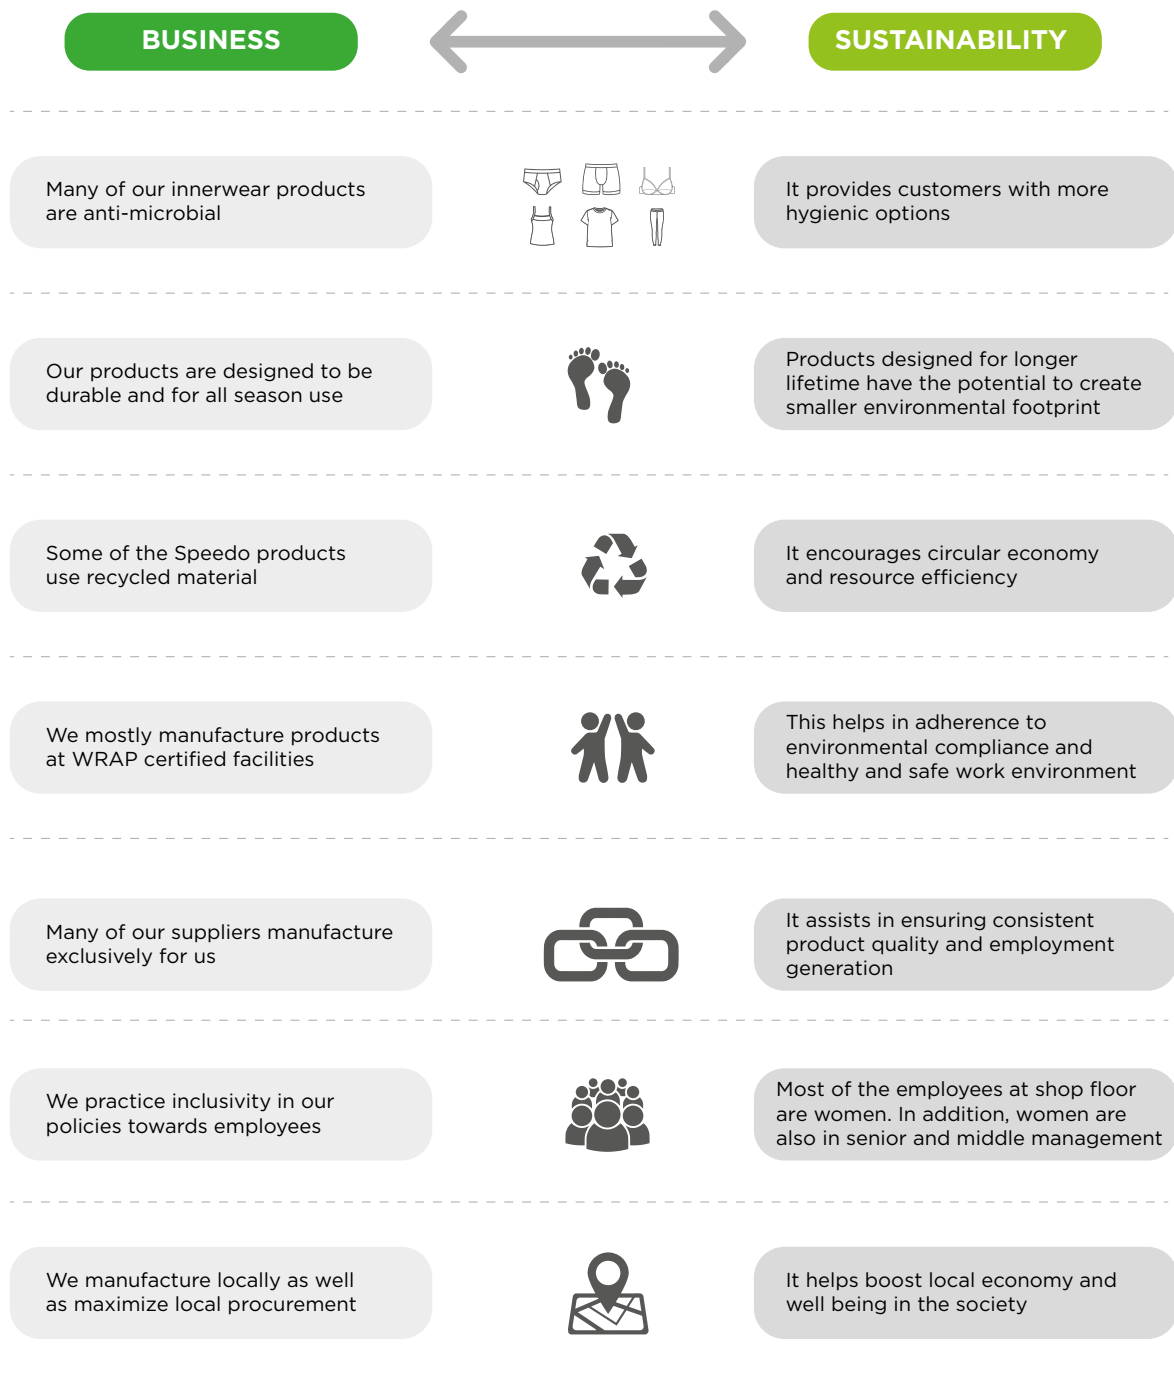 BUSINESS
SUSTAINABILITY
Many of our innerwear products
are anti-microbial
It provides customers with more
hygienic options
Our products are designed to be
durable and for all season use
Products designed for longer
lifetime have the potential to create
smaller environmental footprint
Some of the Speedo products
use recycled material
It encourages circular economy
and resource efficiency
We mostly manufacture products
at WRAP certified facilities
This helps in adherence to
environmental compliance and
healthy and safe work environment
Many of our suppliers manufacture
exclusively for us
It assists in ensuring consistent
product quality and employment
generation
We practice inclusivity in our
policies towards employees
Most of the employees at shop floor
are women. In addition, women are
also in senior and middle management
We manufacture locally as well
as maximize local procurement
It helps boost local economy and
well being in the society